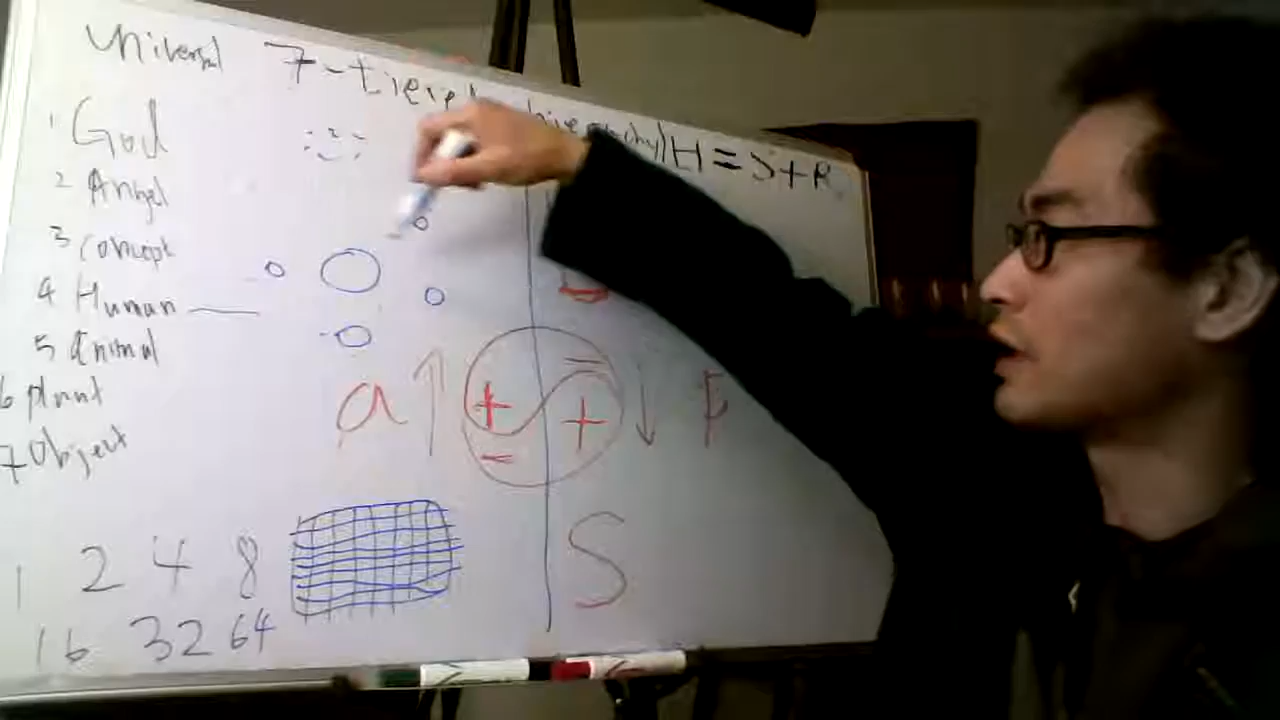 Universal 7-tiered hierarchy H=S+R
1 God
2 Angel
3 Concept
4 Human
5 Animal
6 Plant
7 Object
a + = - + 
S
1 2 4 8
16 32 64